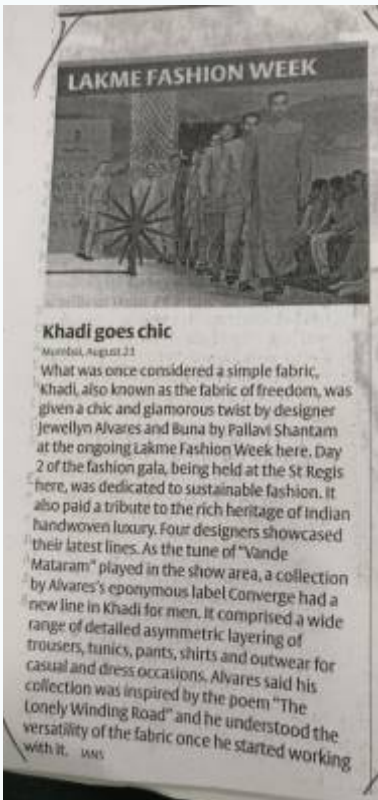 LAKME FASHION WEEK
Khadi goes chic
Mumbai, August 23
What was once considered a simple fabric,
Khadi, also known as the fabric of freedom, was
given a chic and glamorous twist by designer
Jewellyn Alvares and Buna by Pallavi Shantam
at the ongoing Lakme Fashion Week here. Day
2 of the fashion gala, being held at the St Regis
here, was dedicated to sustainable fashion. It
also paid a tribute to the rich heritage of Indian
handwoven luxury. Four designers showcased
their latest lines. As the tune of "Vande
Mataram" played in the show area, a collection
by Alvares's eponymous label Converge had a
new line in Khadi for men. It comprised a wide
range of detailed asymmetric layering of
trousers, tunics, pants, shirts and outwear for
casual and dress occasions. Alvares said his
collection was inspired by the poem "The
Lonely Winding Road" and he understood the
versatility of the fabric once he started working
with it. IANS